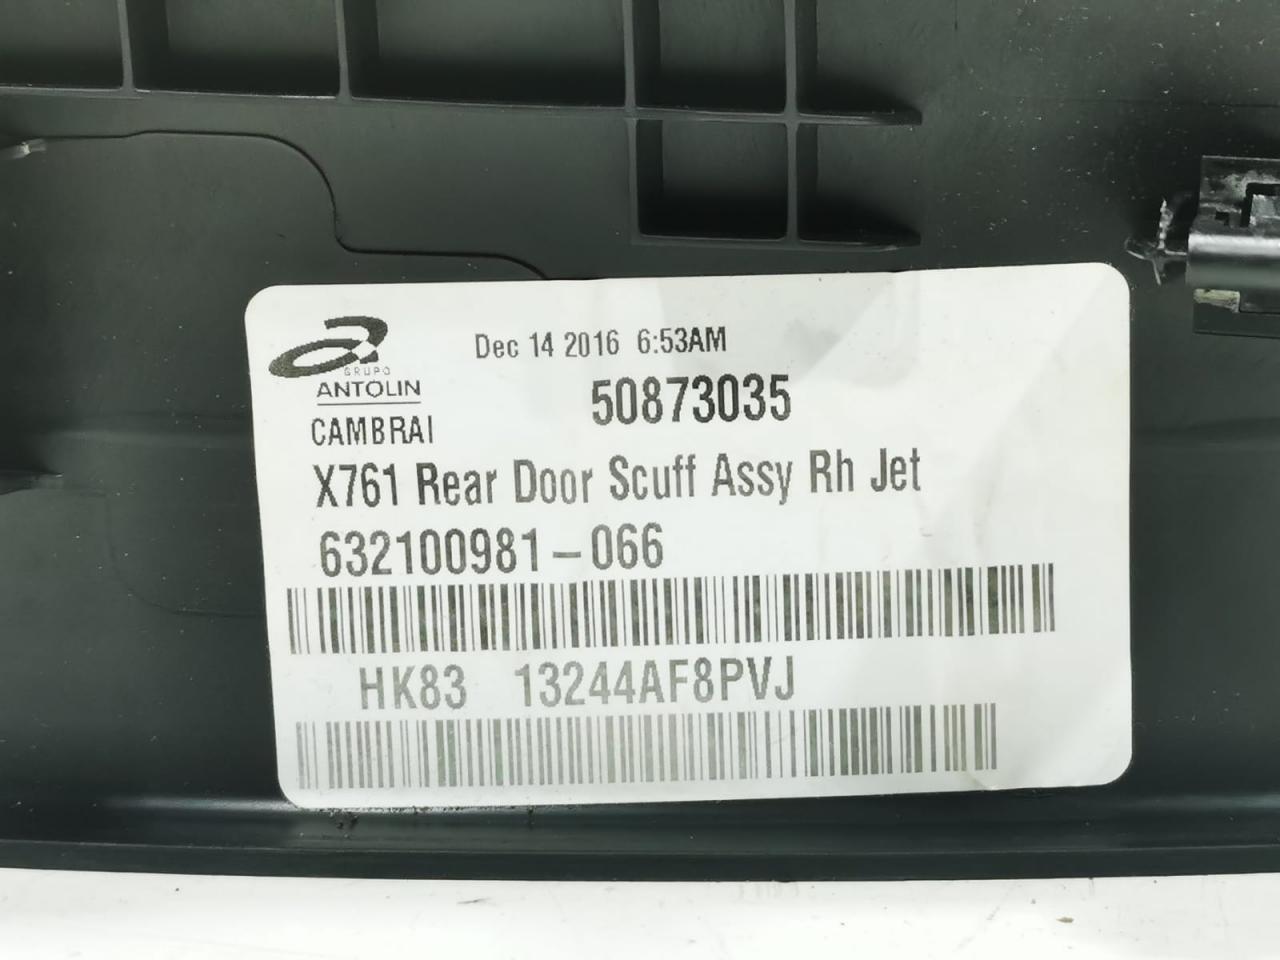 Dec 14 2016 6:53AM
GRUPO
ANTOLIN
50873035
CAMBRAI
X761 Rear Door Scuff Assy Rh Jet
632100981-066
HK83 13244AF8PVJ